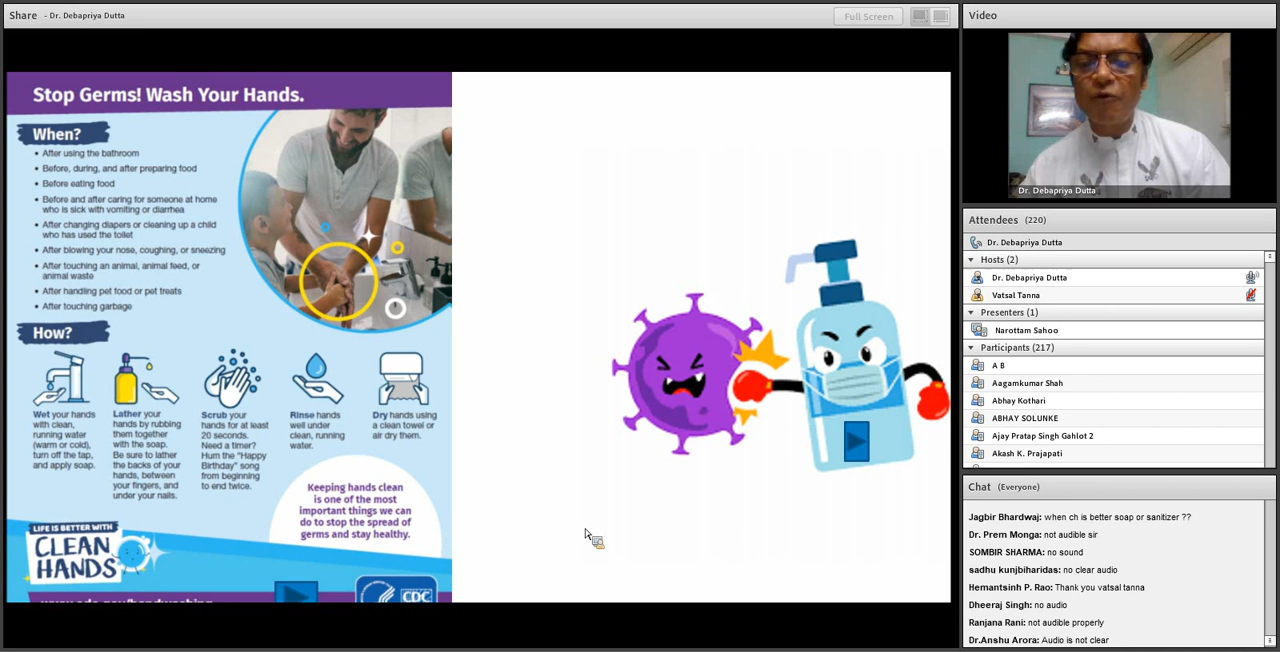 Share - Dr. Debapriya Dutta
Full Screen
Stop Germs! Wash Your Hands.
When?
• After using the bathroom
• Before, during, and after preparing food
• Before eating food
• Before and after caring for someone at home
who is sick with vomiting or diarrhea
• After changing diapers or cleaning up a child
who has used the toilet
• After blowing your nose, coughing, or sneezing
• After touching an animal, animal feed, or
animal waste
• After handling pet food or pet treats
• After touching garbage
How?
Wet your hands
with clean,
running water
(warm or cold),
turn off the tap,
and apply soap.
Lather your
hands by rubbing
them together
with the soap.
Be sure to lather
the backs of your
hands, between
your fingers, and
under your nails.
Scrub your
hands for at least
20 seconds.
Need a timer?
Hum the "Happy
Birthday" song
from beginning
to end twice.
Rinse hands
well under
clean, running
water.
Dry hands using
a clean towel or
air dry them.
Keeping hands clean
is one of the most
important things we can
do to stop the spread of
germs and stay healthy.
LIFE IS BETTER WITH
CLEAN
HANDS
CDC
Video
Dr. Debapriya Dutta
Attendees (220)
Dr. Debapriya Dutta
Hosts (2)
Dr. Debapriya Dutta
Vatsal Tanna
Presenters (1)
Narottam Sahoo
Participants (217)
A B
Aagamkumar Shah
Abhay Kothari
ABHAY SOLUNKE
Ajay Pratap Singh Gahlot 2
Akash K. Prajapati
Chat (Everyone)
Jagbir Bhardwaj: when ch is better soap or sanitizer ??
Dr. Prem Monga: not audible sir
SOMBIR SHARMA: no sound
sadhu kunjbiharidas: no clear audio
Hemantsinh P. Rao: Thank you vatsal tanna
Dheeraj Singh: no audio
Ranjana Rani: not audible properly
Dr.Anshu Arora: Audio is not clear